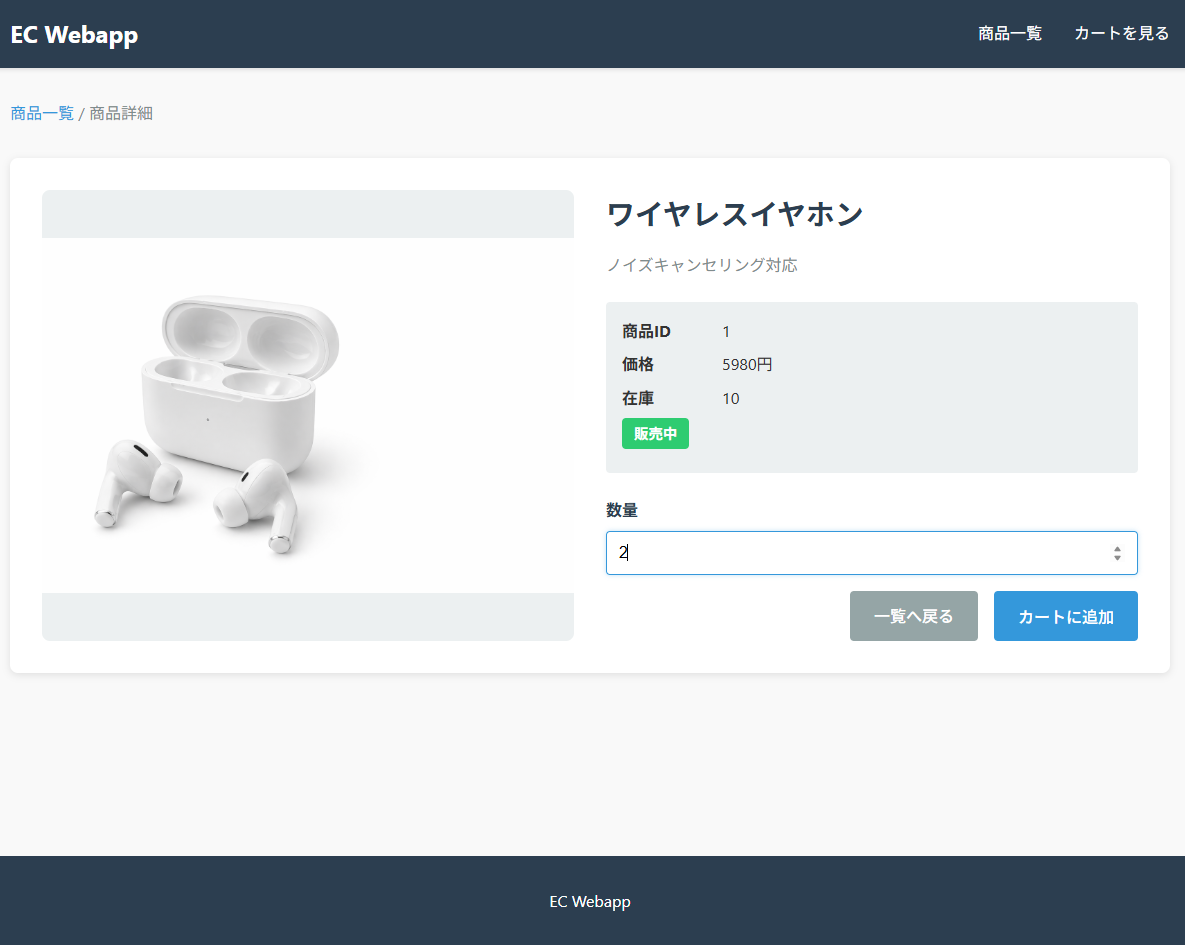 EC Webapp
商品一覧 カートを見る
商品一覧 / 商品詳細
ワイヤレスイヤホン
ノイズキャンセリング対応
商品ID 1
価格 5980円
在庫 10
販売中
数量
2
一覧へ戻る カートに追加
EC Webapp